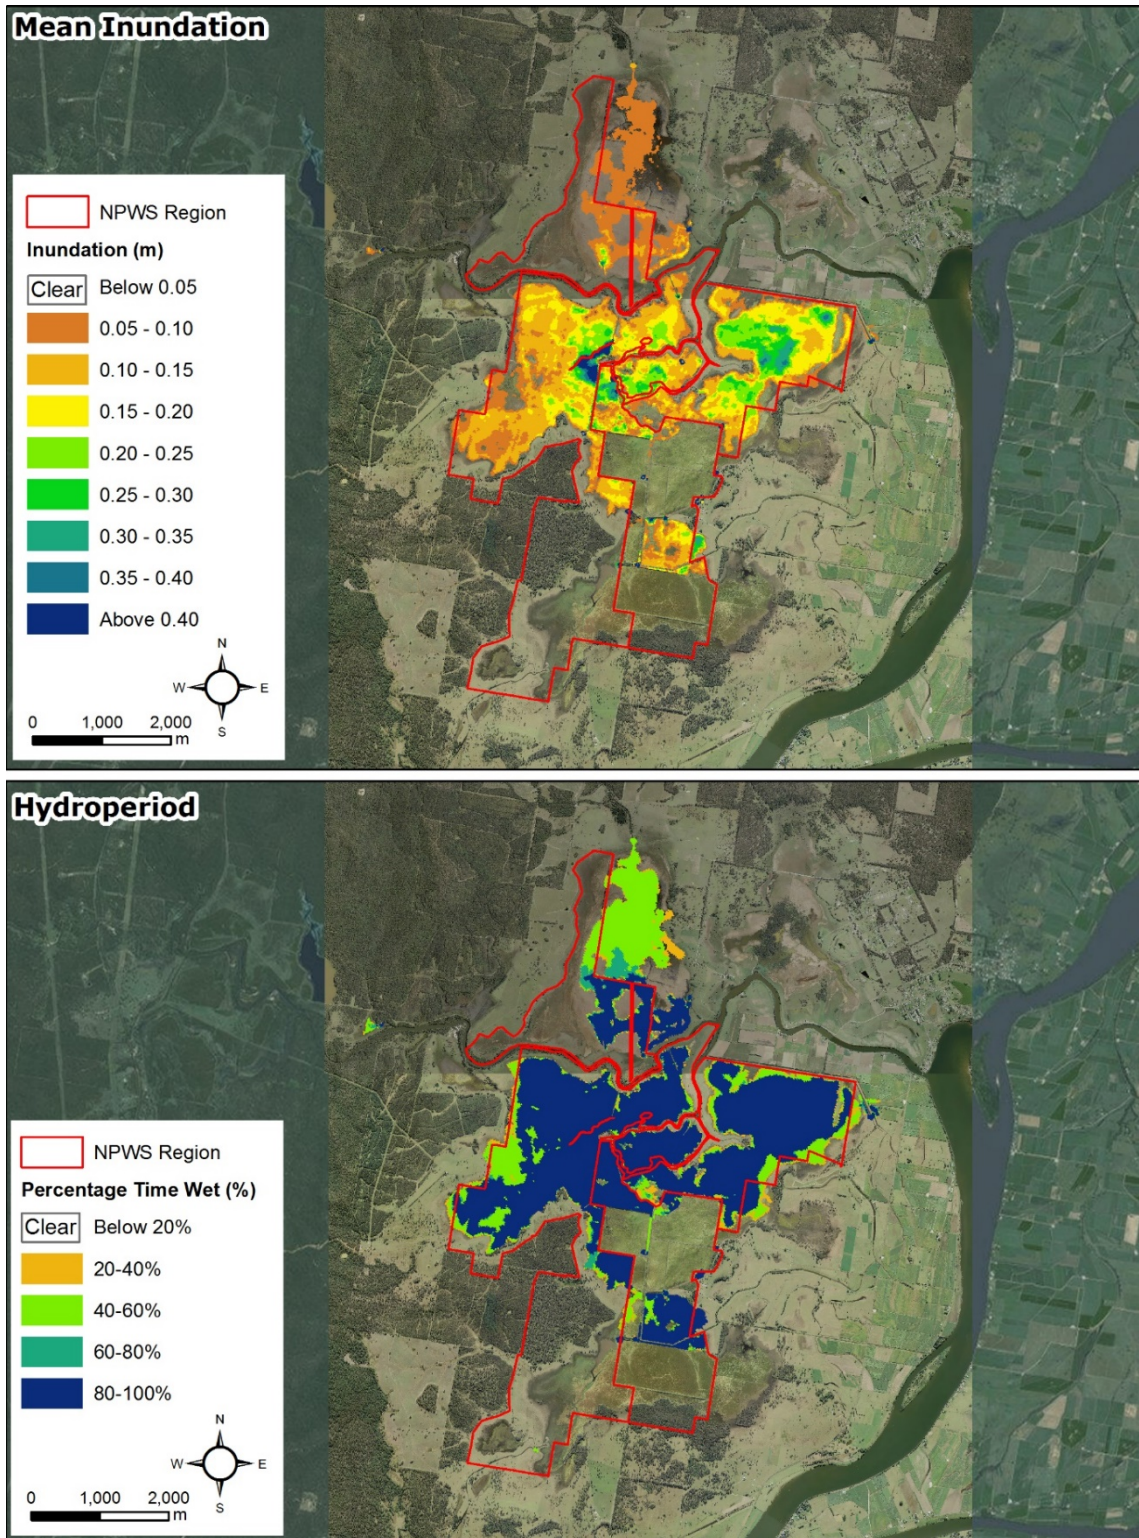 Mean Inundation
NPWS Region
Inundation (m)
Clear Below 0.05
0.05 - 0.10
0.10 - 0.15
0.15 - 0.20
0.20 - 0.25
0.25 - 0.30
0.30 - 0.35
0.35 - 0.40
Above 0.40
N
W E
S
0 1,000 2,000
m
Hydroperiod
NPWS Region
Percentage Time Wet (%)
Clear Below 20%
20-40%
40-60%
60-80%
80-100%
N
W E
S
0 1,000 2,000
m